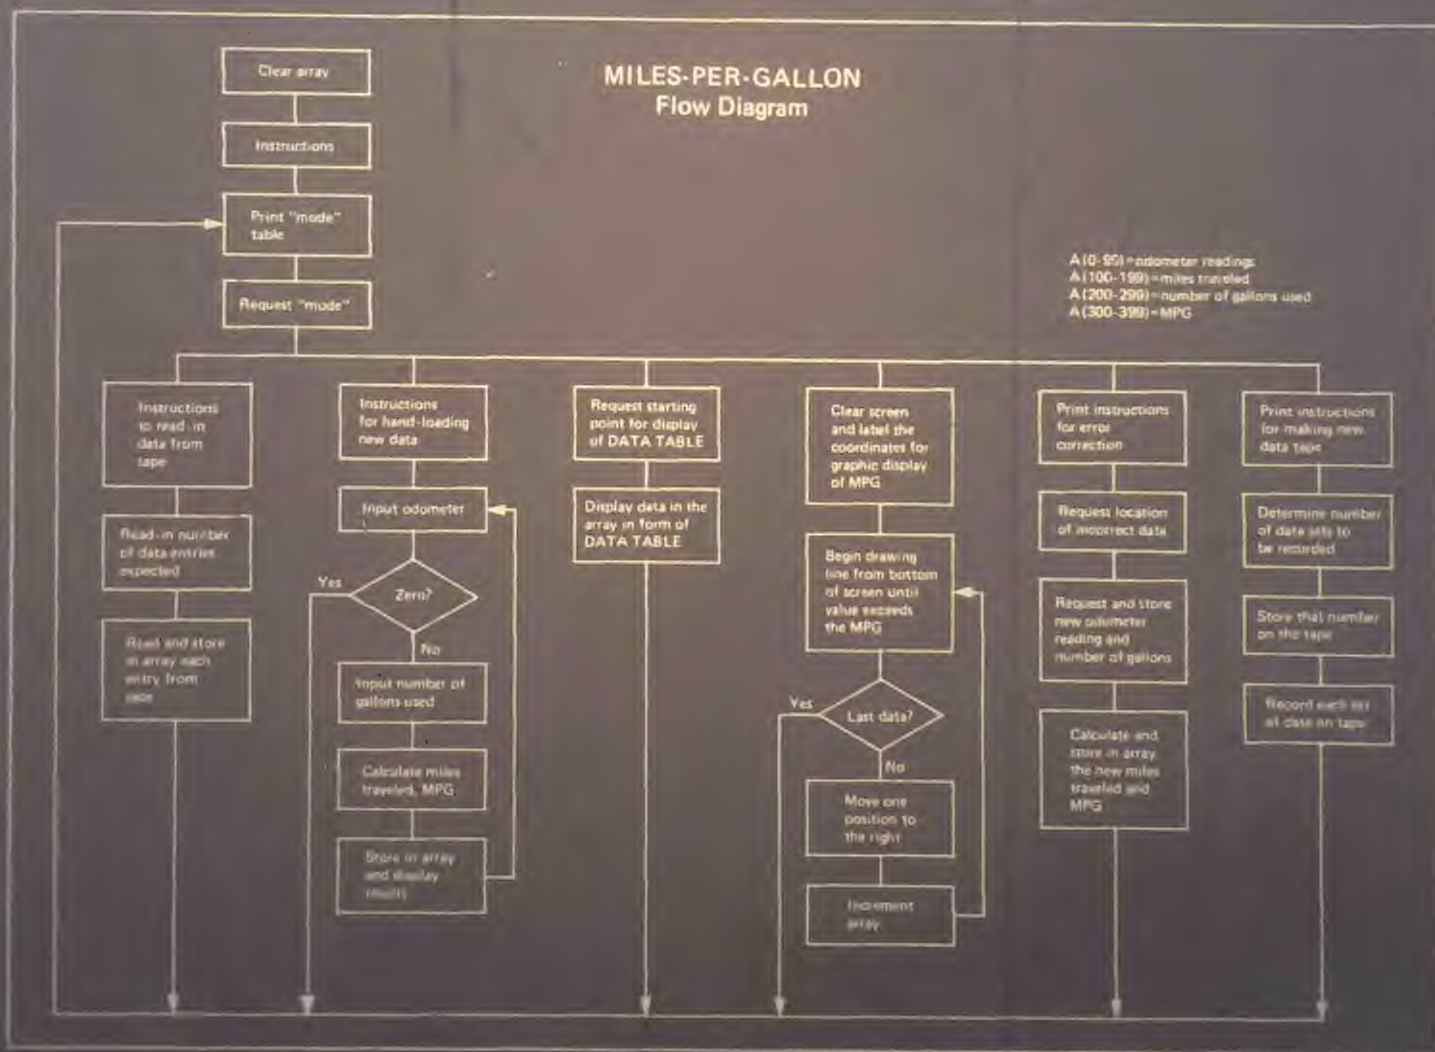 MILES-PER-GALLON
Flow Diagram
Clear array
Instructions
Print "mode"
table
Request "mode"
A(0-99)=odometer readings
A(100-199)=miles traveled
A(200-299)=number of gallons used
A(300-399)=MPG
Instructions
to read-in
data from
tape
Read-in number
of data entries
expected
Read and store
in array each
entry from
tape
Instructions
for hand-loading
new data
Input odometer
Zero?
Yes
No
Input number of
gallons used
Calculate miles
traveled, MPG
Store in array
and display
results
Request starting
point for display
of DATA TABLE
Display data in the
array in form of
DATA TABLE
Clear screen
and label the
coordinates for
graphic display
of MPG
Begin drawing
line from bottom
of screen until
value exceeds
the MPG
Last data?
Yes
No
Move one
position to
the right
Increment
array
Print instructions
for error
correction
Request location
of incorrect data
Request and store
new odometer
reading and
number of gallons
Calculate and
store in array
the new miles
traveled and
MPG
Print instructions
for making new
data tape
Determine number
of data sets to
be recorded
Store that number
on the tape
Record each set
of data on tape